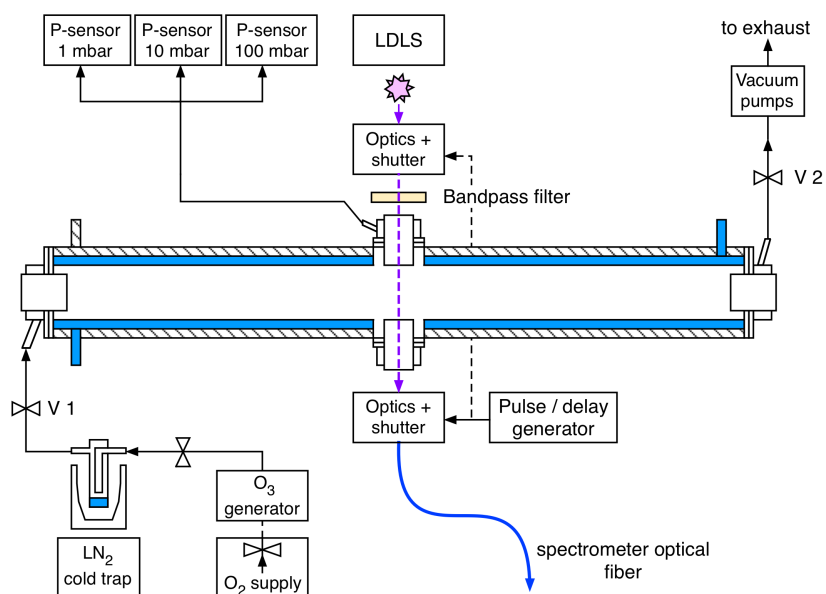 P-sensor
1 mbar
P-sensor
10 mbar
P-sensor
100 mbar
LDLS
to exhaust
Vacuum
pumps
Optics +
shutter
V 2
Bandpass filter
V 1
Optics +
shutter
Pulse / delay
generator
O₃
generator
LN₂
cold trap
O₂ supply
spectrometer optical
fiber